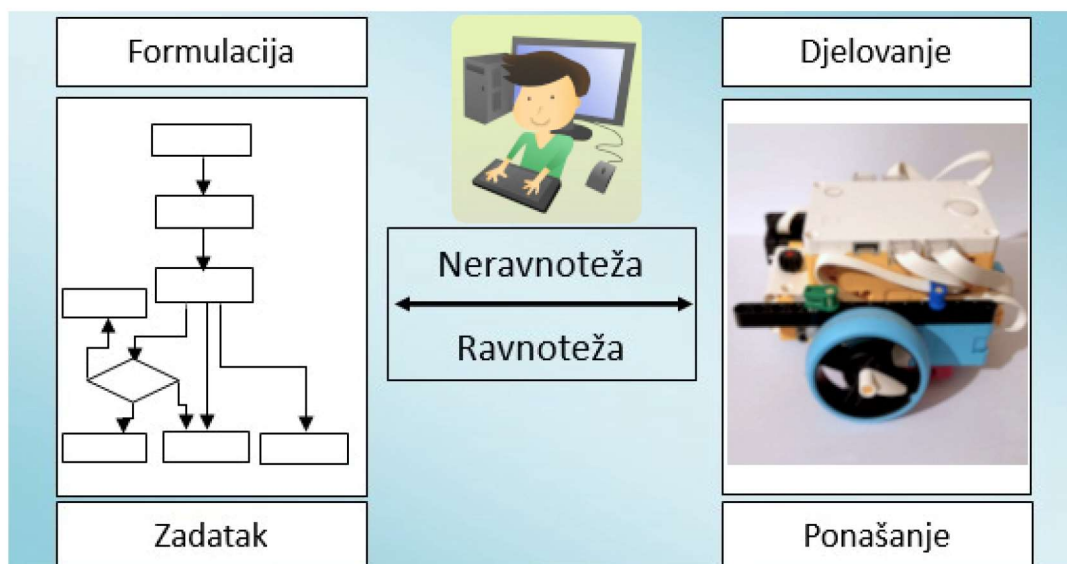 Formulacija
Djelovanje
Neravnoteža
Ravnoteža
Zadatak
Ponašanje